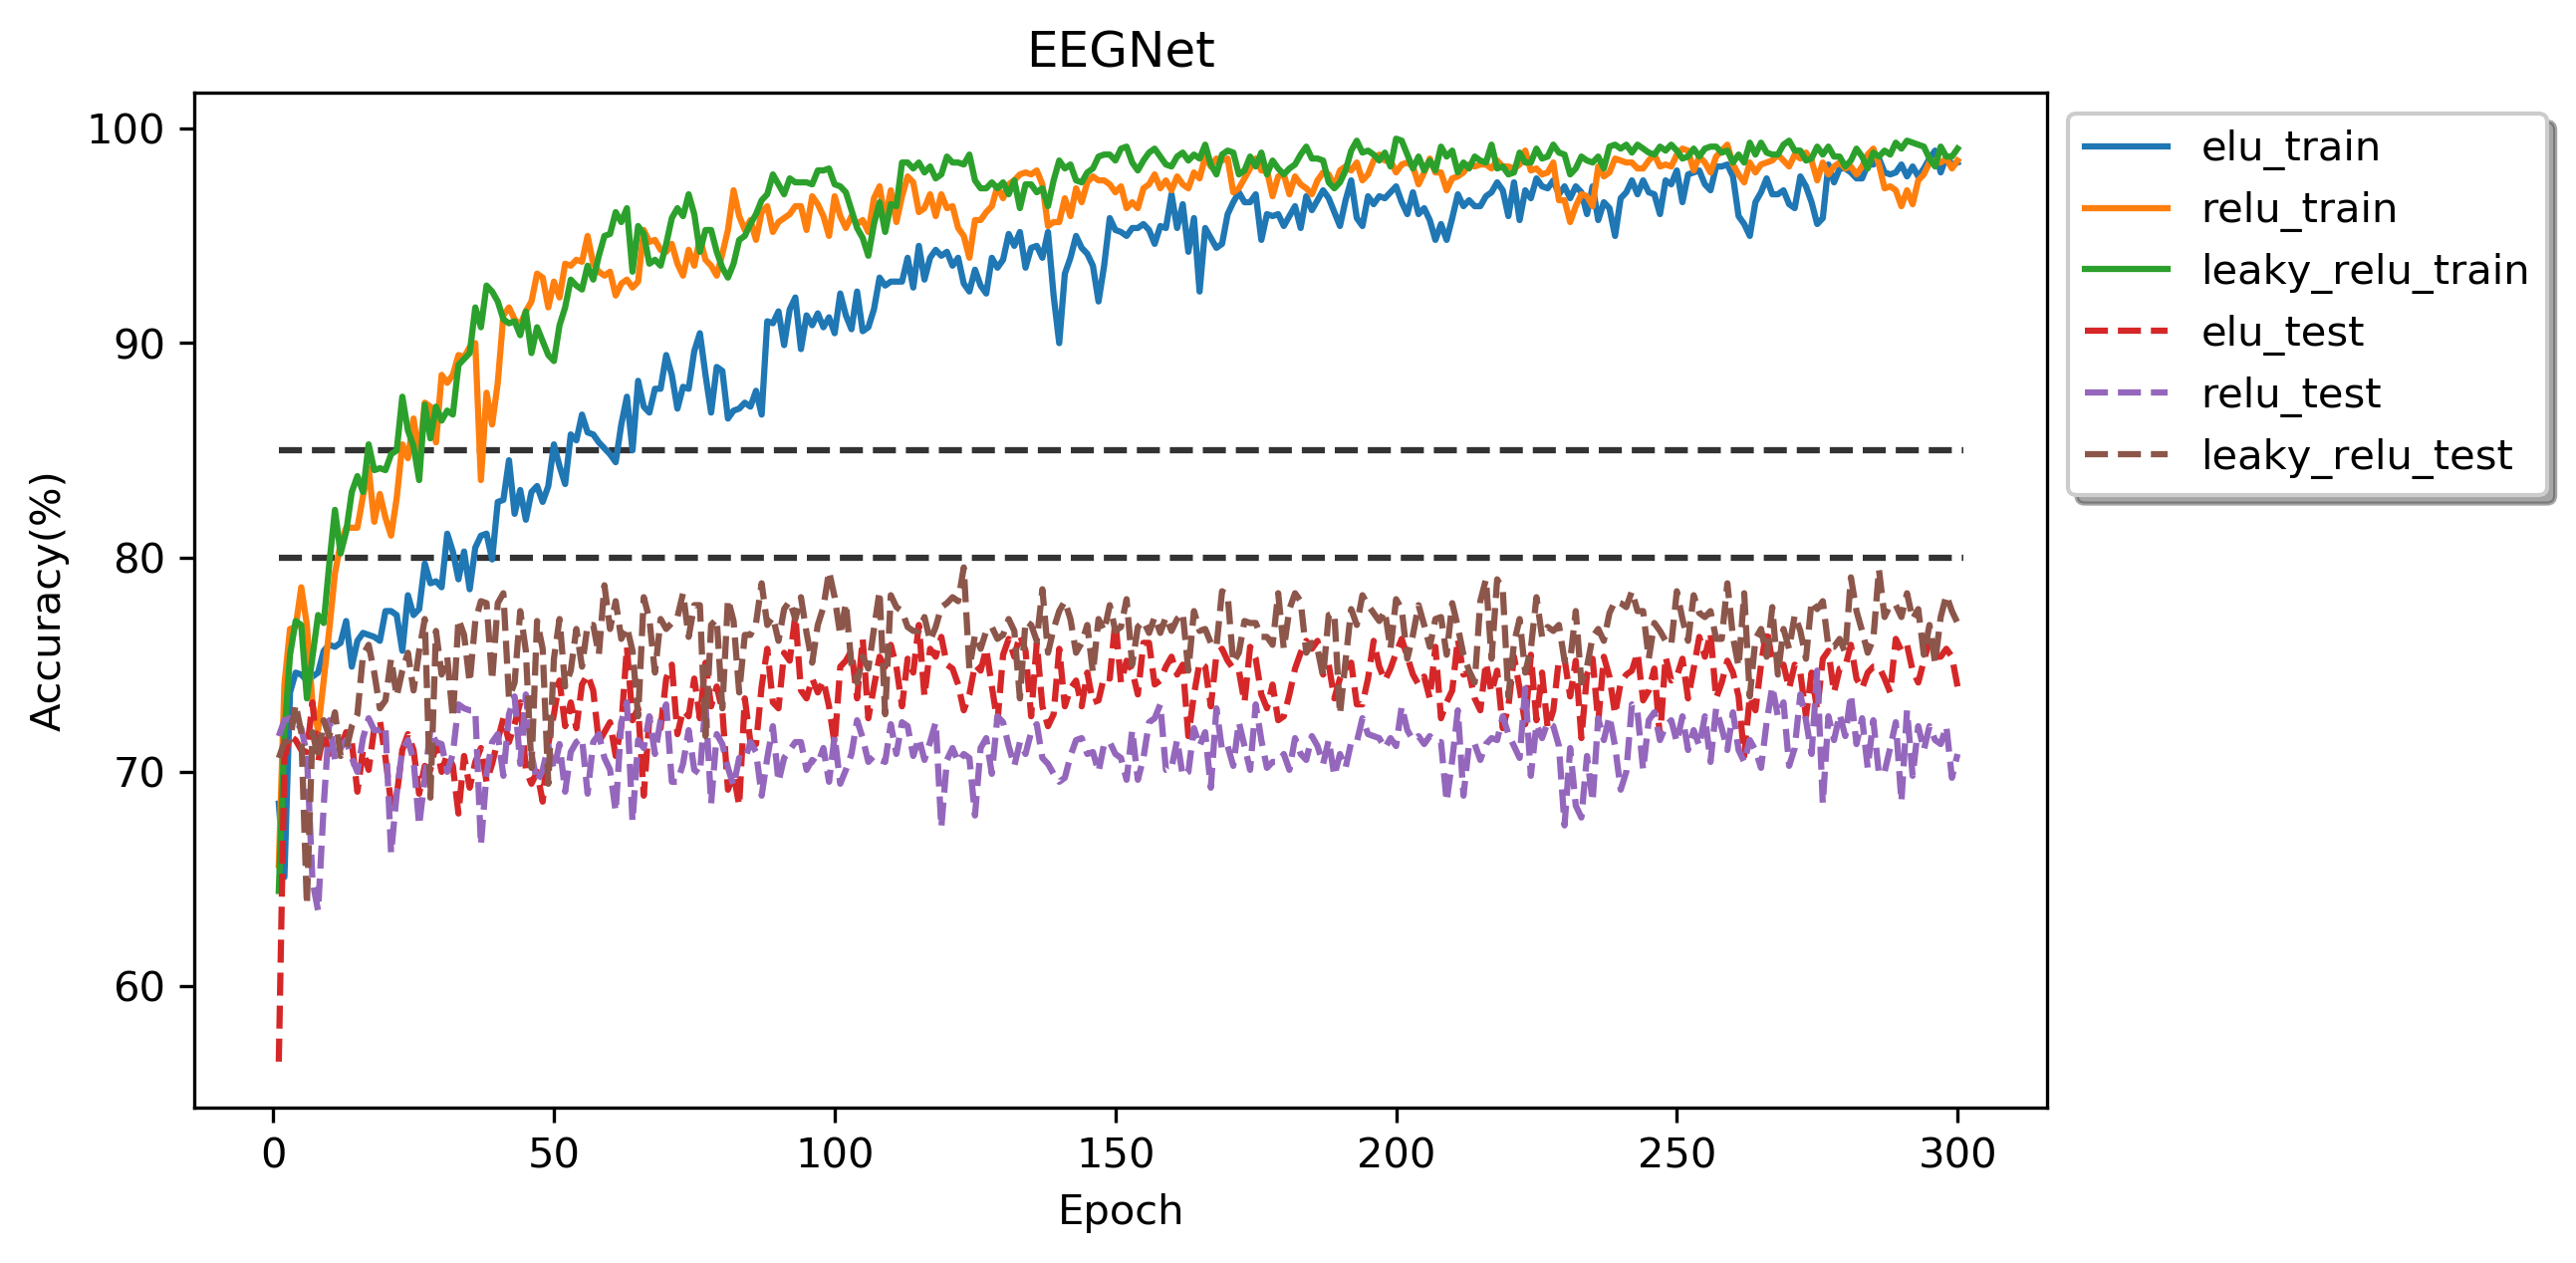 EEGNet
100
90
80
70
60
Accuracy(%)
0 50 100 150 200 250 300
Epoch
elu_train
relu_train
leaky_relu_train
elu_test
relu_test
leaky_relu_test